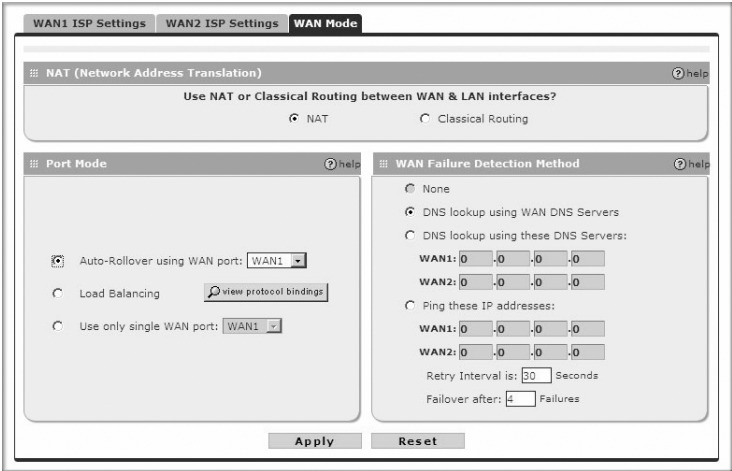 WAN1 ISP Settings WAN2 ISP Settings WAN Mode
NAT (Network Address Translation) ? help
Use NAT or Classical Routing between WAN & LAN interfaces?
NAT Classical Routing
Port Mode ? help
Auto-Rollover using WAN port: WAN1
Load Balancing view protocol bindings
Use only single WAN port: WAN1
WAN Failure Detection Method ? help
None
DNS lookup using WAN DNS Servers
DNS lookup using these DNS Servers:
WAN1: 0 .0 .0 .0
WAN2: 0 .0 .0 .0
Ping these IP addresses:
WAN1: 0 .0 .0 .0
WAN2: 0 .0 .0 .0
Retry Interval is: 30 Seconds
Failover after: 4 Failures
Apply Reset